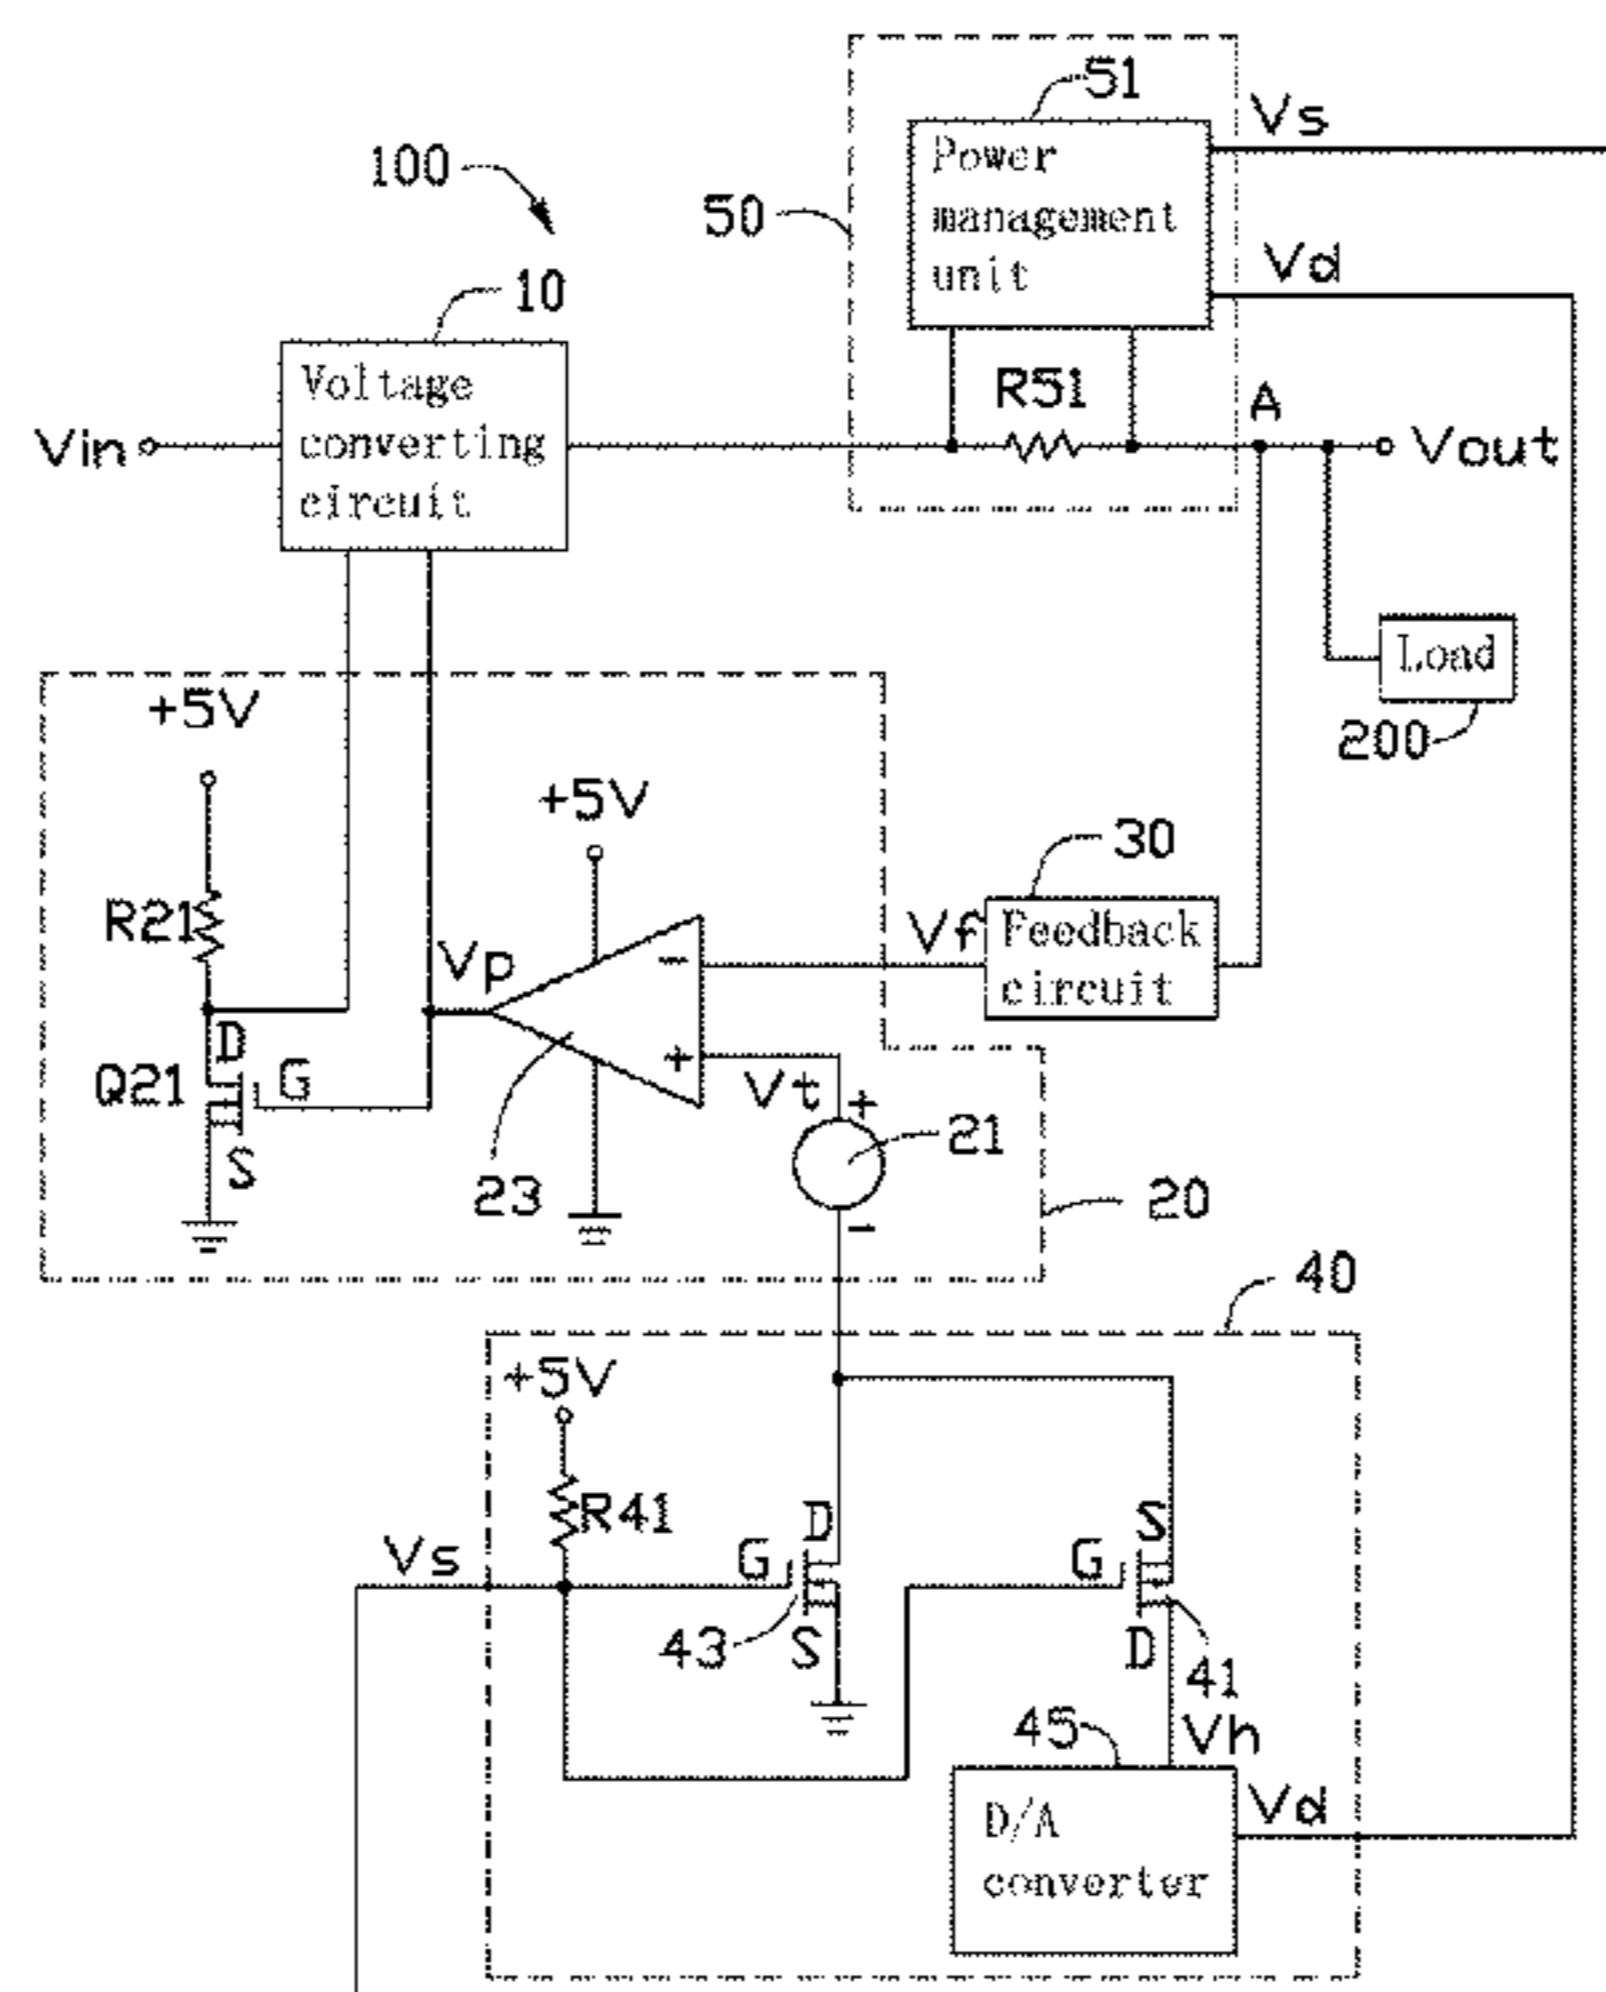 51
Vs
Power
management
unit
100
50
Vd
10
Voltage
converting
circuit
R51
A
Vin
Vout
Load
200
+5V
+5V
30
R21
Vp
-
Vf
Feedback
circuit
D
+
Q21
G
Vt
+
21
S
23
20
-
40
+5V
R41
D
S
Vs
G
G
43
S
D
41
45
Vh
Vd
D/A
converter